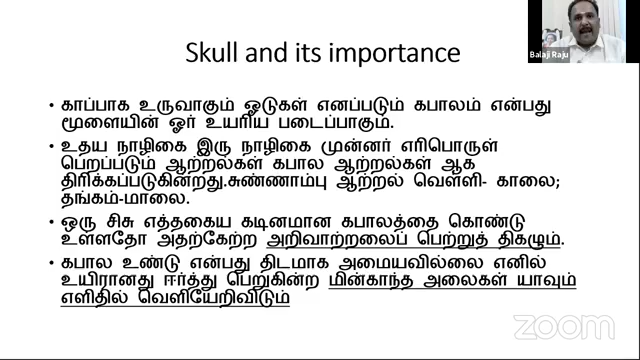 Balaji Raju
Skull and its importance
• காப்பாக உருவாகும் ஓடுகள் எனப்படும் கபாலம் என்பது
மூளையின் ஓர் உயரிய படைப்பாகும்.
• உதய நாழிகை இரு நாழிகை முன்னர் எரிபொருள்
பெறப்படும் ஆற்றல்கள் கபால ஆற்றல்கள் ஆக
திரிக்கப்படுகின்றது.சுண்ணாம்பு ஆற்றல் வெள்ளி- காலை;
தங்கம்-மாலை.
• ஒரு சிசு எத்தகைய கடினமான கபாலத்தை கொண்டு
உள்ளதோ அதற்கேற்ற அறிவாற்றலைப் பெற்றுத் திகழும்.
• கபால உண்டு என்பது திடமாக அமையவில்லை எனில்
உயிரானது ஈர்த்து பெறுகின்ற மின்காந்த அலைகள் யாவும்
எளிதில் வெளியேறிவிடும்
zoom